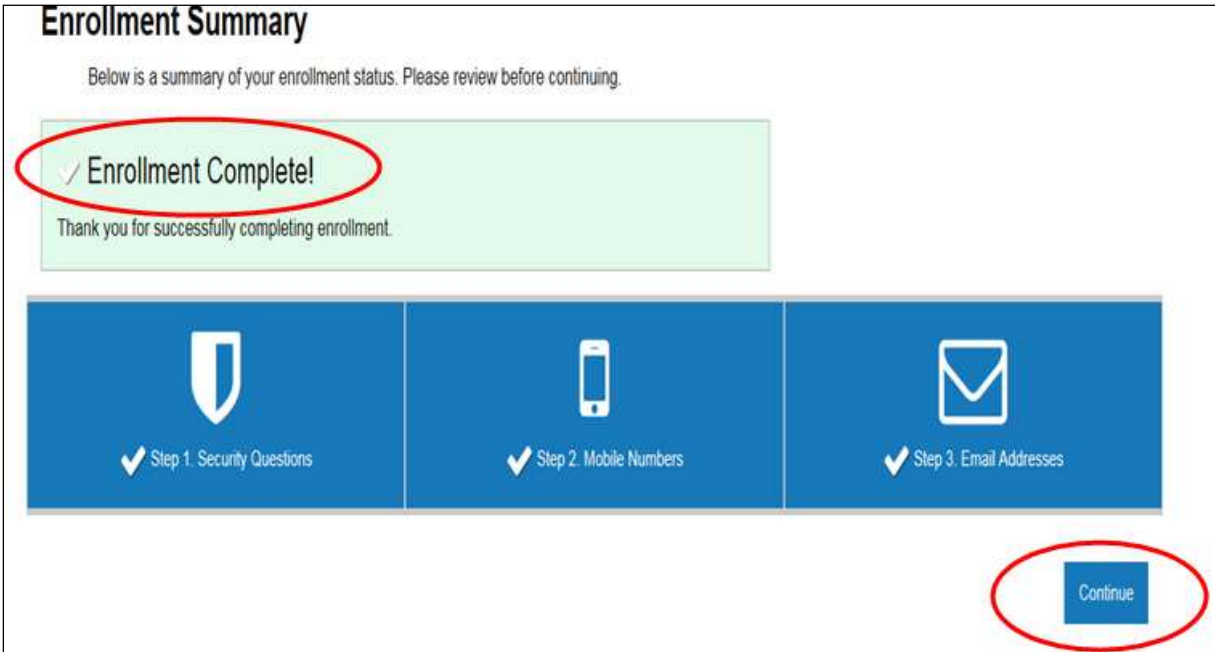 Enrollment Summary
Below is a summary of your enrollment status. Please review before continuing.
Enrollment Complete!
Thank you for successfully completing enrollment.
Step 1. Security Questions
Step 2. Mobile Numbers
Step 3. Email Addresses
Continue